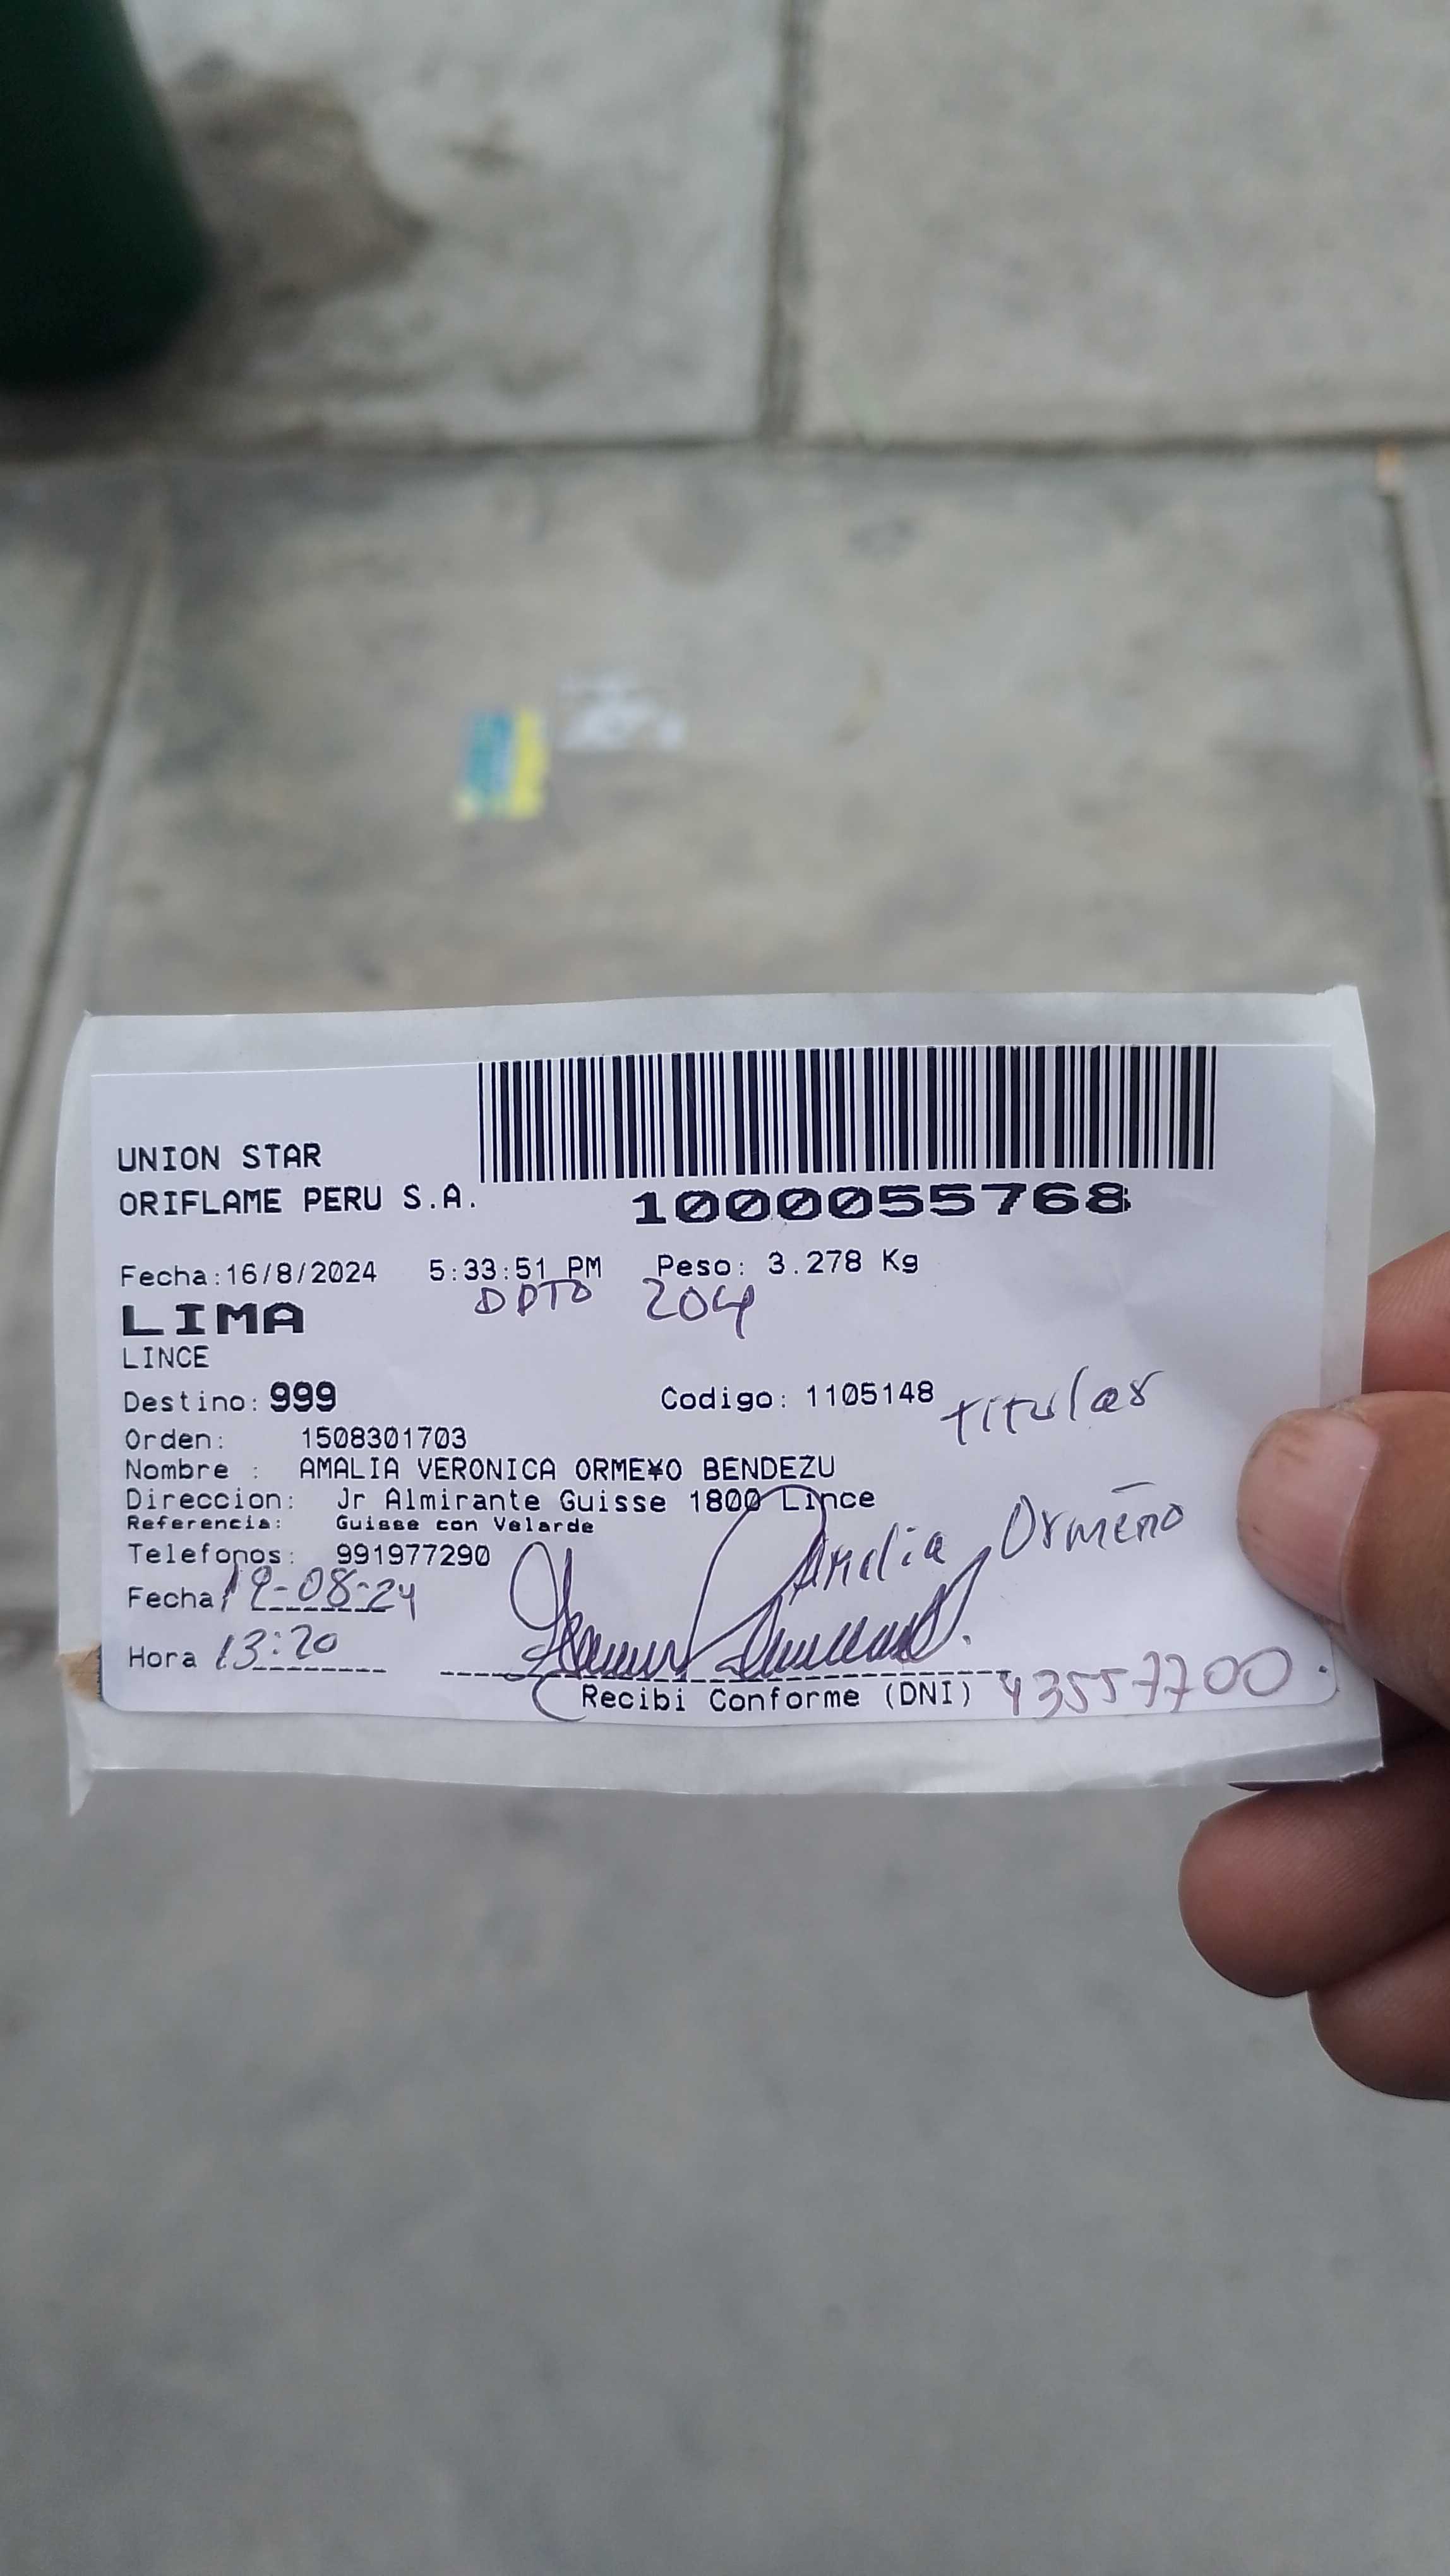 UNION STAR
ORIFLAME PERU S.A.
1000055768
Fecha:16/8/2024 5:33:51 PM Peso: 3.278 Kg
DPTO 204
LIMA
LINCE
Destino: 999 Codigo: 1105148 titular
Orden: 1508301703
Nombre : AMALIA VERONICA ORME¥O BENDEZU
Direccion: Jr Almirante Guisse 1800 Lince
Referencia: Guisse con Velarde
Amalia Ormeño
Telefonos: 991977290
Fecha 19-08-24
Hora 13:20
Recibi Conforme (DNI) 43557700